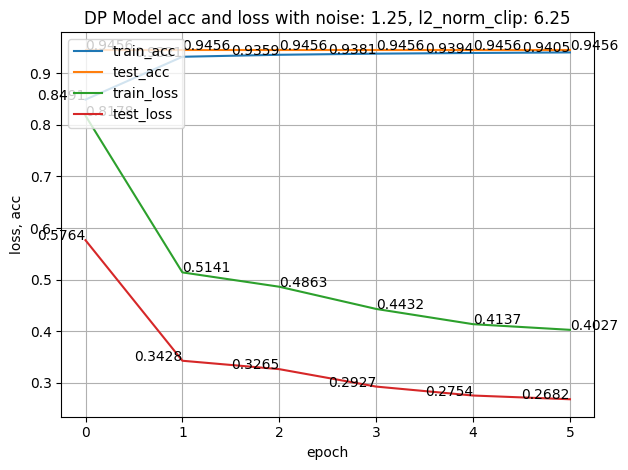 DP Model acc and loss with noise: 1.25, l2_norm_clip: 6.25
loss, acc
0.9
0.8
0.7
0.6
0.5
0.4
0.3
train_acc
test_acc
train_loss
test_loss
0.9456 0.9456 0.9456 0.9456 0.9456 0.9456
0.8491 0.9359 0.9381 0.9394 0.9405
0.8178 0.5141 0.4863 0.4432 0.4137 0.4027
0.5764 0.3428 0.3265 0.2927 0.2754 0.2682
0 1 2 3 4 5
epoch